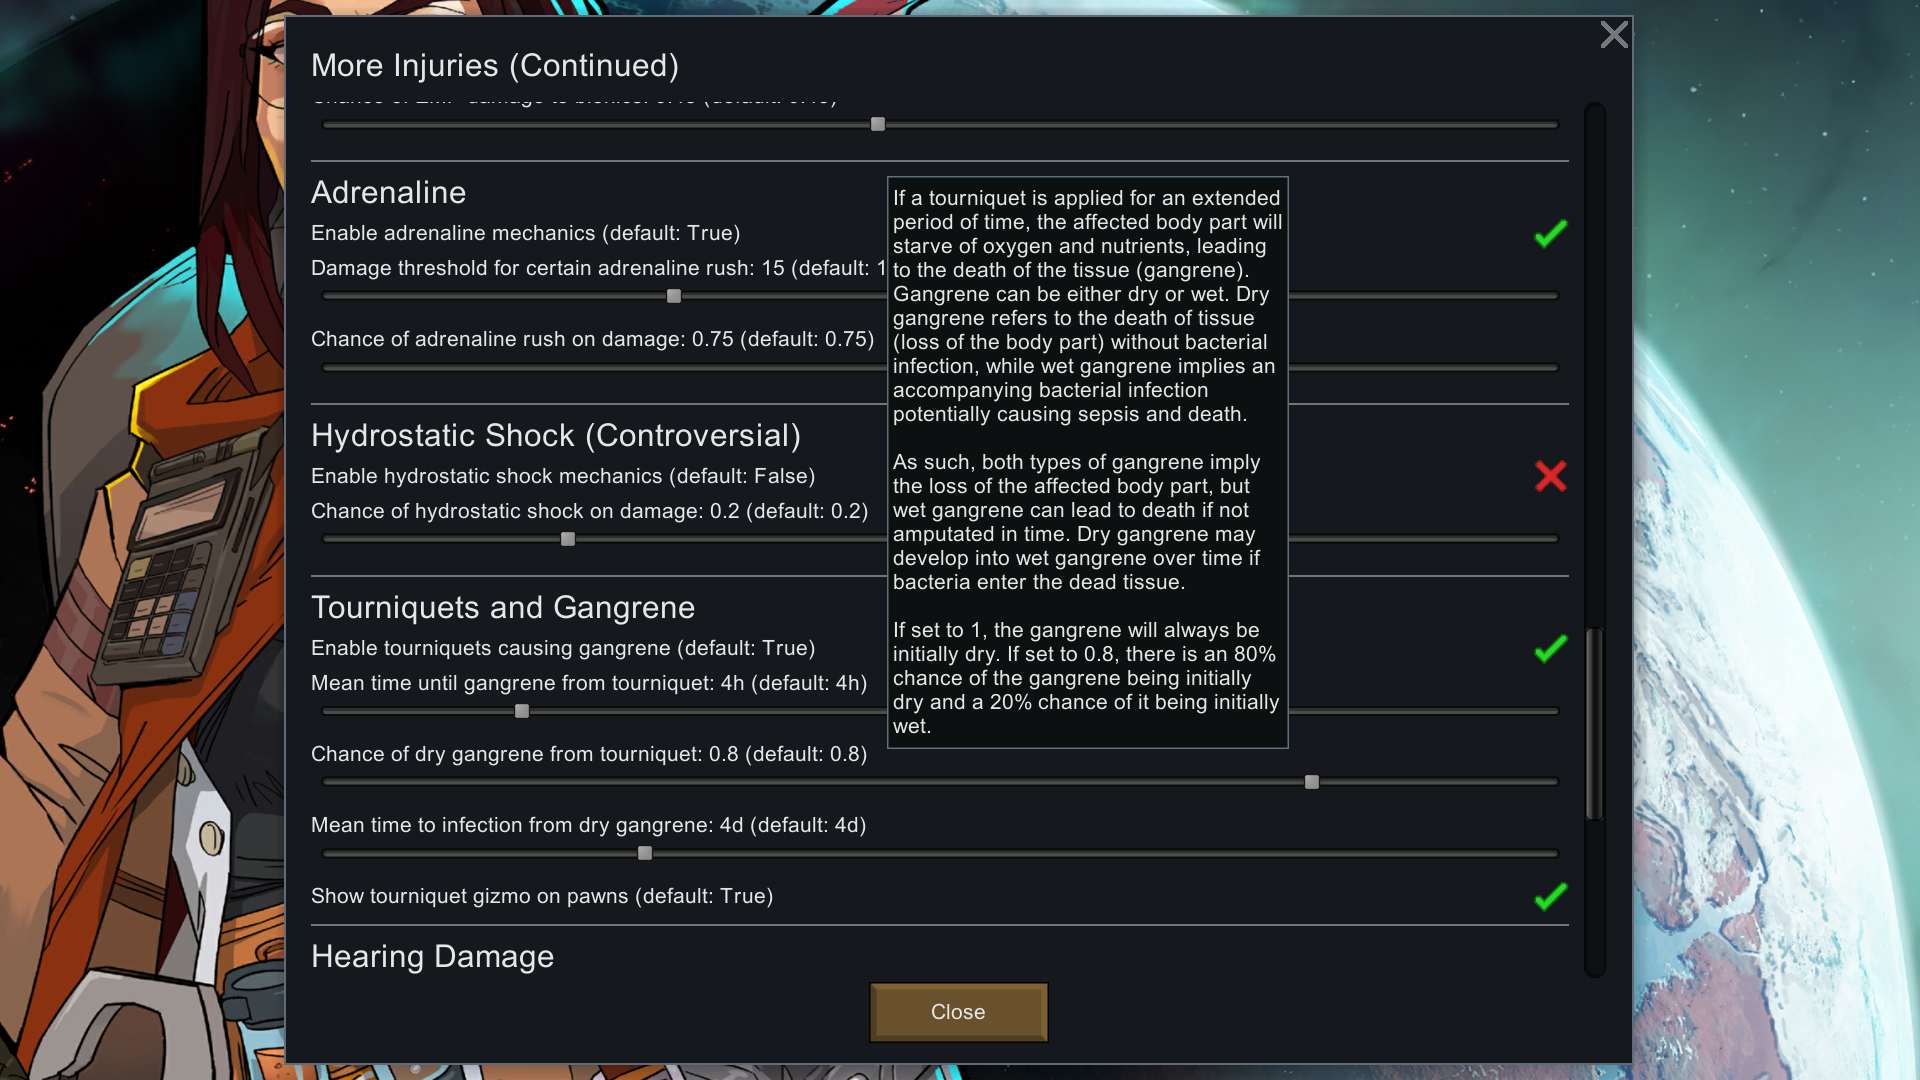 More Injuries (Continued)
Adrenaline
Enable adrenaline mechanics (default: True)
Damage threshold for certain adrenaline rush: 15 (default: 1
Chance of adrenaline rush on damage: 0.75 (default: 0.75)
Hydrostatic Shock (Controversial)
Enable hydrostatic shock mechanics (default: False)
Chance of hydrostatic shock on damage: 0.2 (default: 0.2)
Tourniquets and Gangrene
Enable tourniquets causing gangrene (default: True)
Mean time until gangrene from tourniquet: 4h (default: 4h)
Chance of dry gangrene from tourniquet: 0.8 (default: 0.8)
Mean time to infection from dry gangrene: 4d (default: 4d)
Show tourniquet gizmo on pawns (default: True)
Hearing Damage
If a tourniquet is applied for an extended
period of time, the affected body part will
starve of oxygen and nutrients, leading
to the death of the tissue (gangrene).
Gangrene can be either dry or wet. Dry
gangrene refers to the death of tissue
(loss of the body part) without bacterial
infection, while wet gangrene implies an
accompanying bacterial infection
potentially causing sepsis and death.
As such, both types of gangrene imply
the loss of the affected body part, but
wet gangrene can lead to death if not
amputated in time. Dry gangrene may
develop into wet gangrene over time if
bacteria enter the dead tissue.
If set to 1, the gangrene will always be
initially dry. If set to 0.8, there is an 80%
chance of the gangrene being initially
dry and a 20% chance of it being initially
wet.
Close